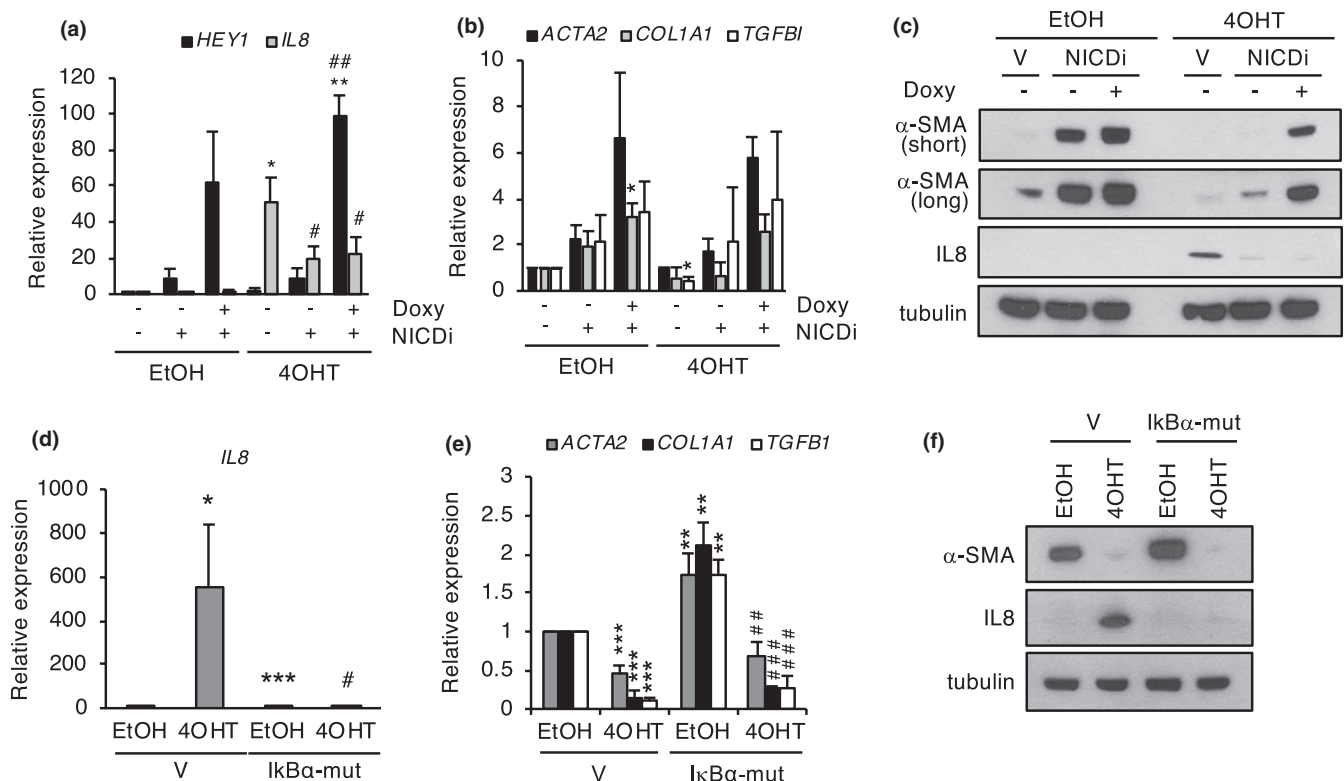 (a)
HEY1 IL8
Relative expression
120
100
80
60
40
20
0
*
#
##
**
#
- - + - - + Doxy
- + + - + + NICDi
EtOH 4OHT
(b)
ACTA2 COL1A1 TGFBI
Relative expression
10
8
6
4
2
0
*
*
- - + - - + Doxy
- + + - + + NICDi
EtOH 4OHT
(c)
EtOH 4OHT
V NICDi V NICDi
Doxy - - + - - +
α-SMA
(short)
α-SMA
(long)
IL8
tubulin
(d)
IL8
Relative expression
1000
800
600
400
200
0
*
***
#
EtOH 4OHT EtOH 4OHT
V IkBα-mut
(e)
ACTA2 COL1A1 TGFB1
Relative expression
3
2.5
2
1.5
1
0.5
0
*** *** ***
** ** **
## ### ###
EtOH 4OHT EtOH 4OHT
V IκBα-mut
(f)
V IkBα-mut
EtOH 4OHT EtOH 4OHT
α-SMA
IL8
tubulin